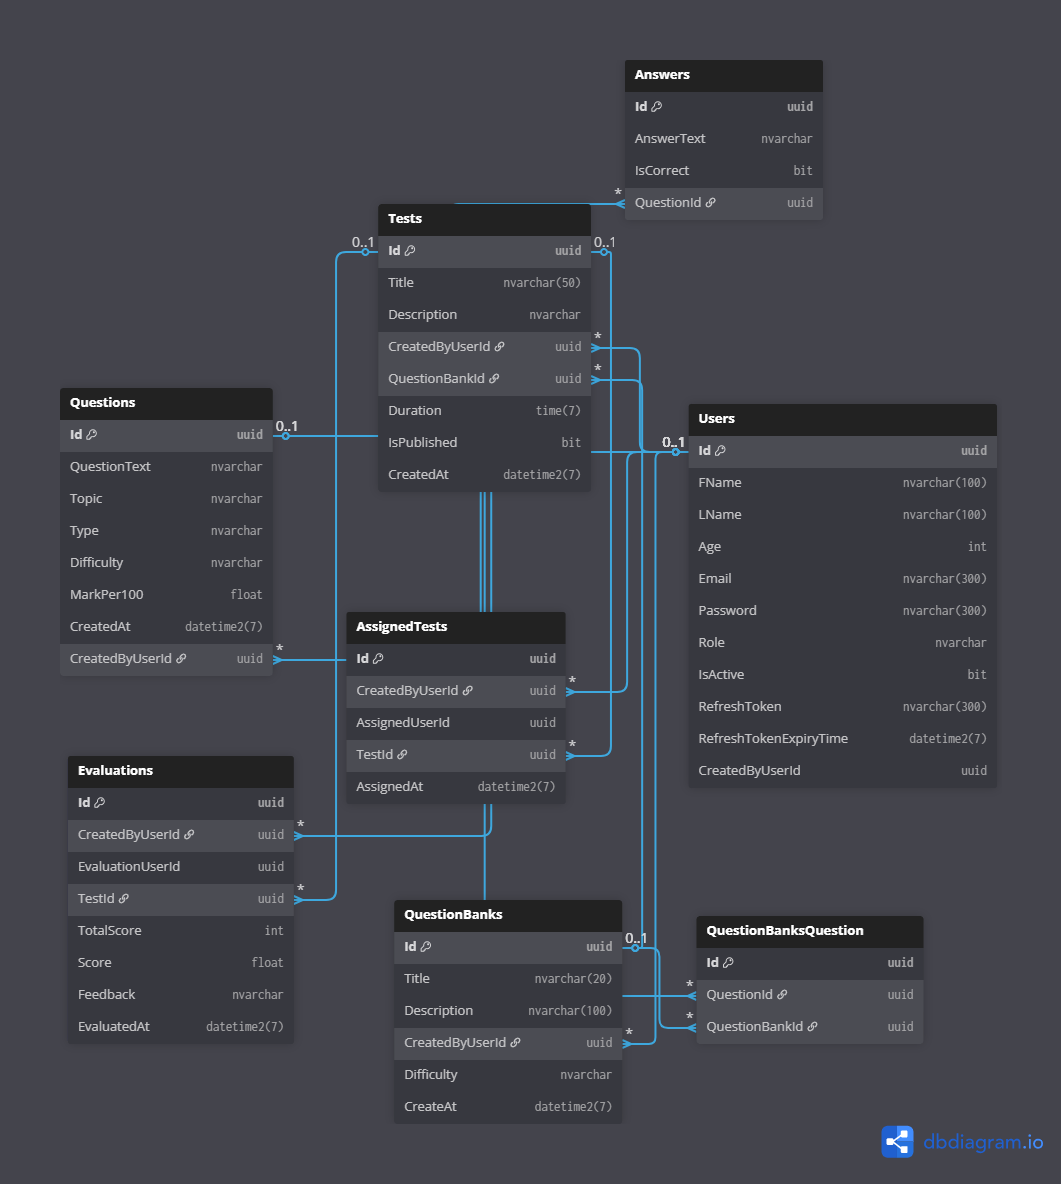 Answers
Id uuid
AnswerText nvarchar
IsCorrect bit
* QuestionId uuid
Tests
0..1 Id uuid 0..1
Title nvarchar(50)
Description nvarchar
CreatedByUserId uuid *
QuestionBankId uuid *
Duration time(7)
IsPublished bit
CreatedAt datetime2(7)
Questions
Id uuid 0..1
QuestionText nvarchar
Topic nvarchar
Type nvarchar
Difficulty nvarchar
MarkPer100 float
CreatedAt datetime2(7)
CreatedByUserId uuid *
Users
0..1 Id uuid
FName nvarchar(100)
LName nvarchar(100)
Age int
Email nvarchar(300)
Password nvarchar(300)
Role nvarchar
IsActive bit
RefreshToken nvarchar(300)
RefreshTokenExpiryTime datetime2(7)
CreatedByUserId uuid
AssignedTests
Id uuid
CreatedByUserId uuid *
AssignedUserId uuid
TestId uuid *
AssignedAt datetime2(7)
Evaluations
Id uuid
CreatedByUserId uuid *
EvaluationUserId uuid
TestId uuid *
TotalScore int
Score float
Feedback nvarchar
EvaluatedAt datetime2(7)
QuestionBanks
Id uuid 0..1
Title nvarchar(20)
Description nvarchar(100)
CreatedByUserId uuid *
Difficulty nvarchar
CreateAt datetime2(7)
QuestionBanksQuestion
Id uuid
* QuestionId uuid
* QuestionBankId uuid
dbdiagram.io